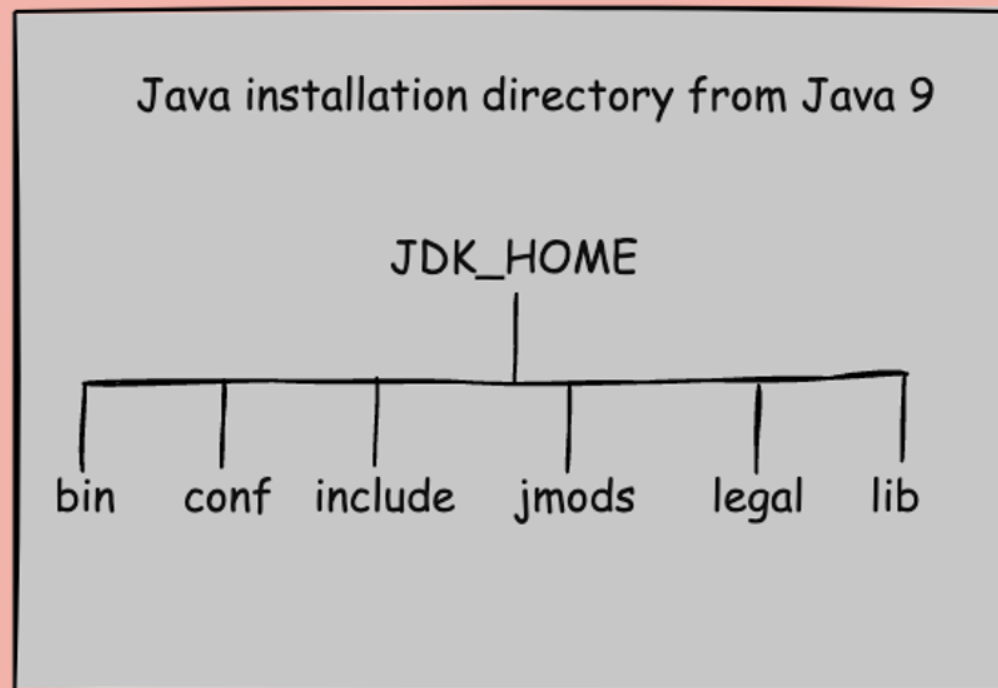 Java installation directory from Java 9
JDK_HOME
bin conf include jmods legal lib